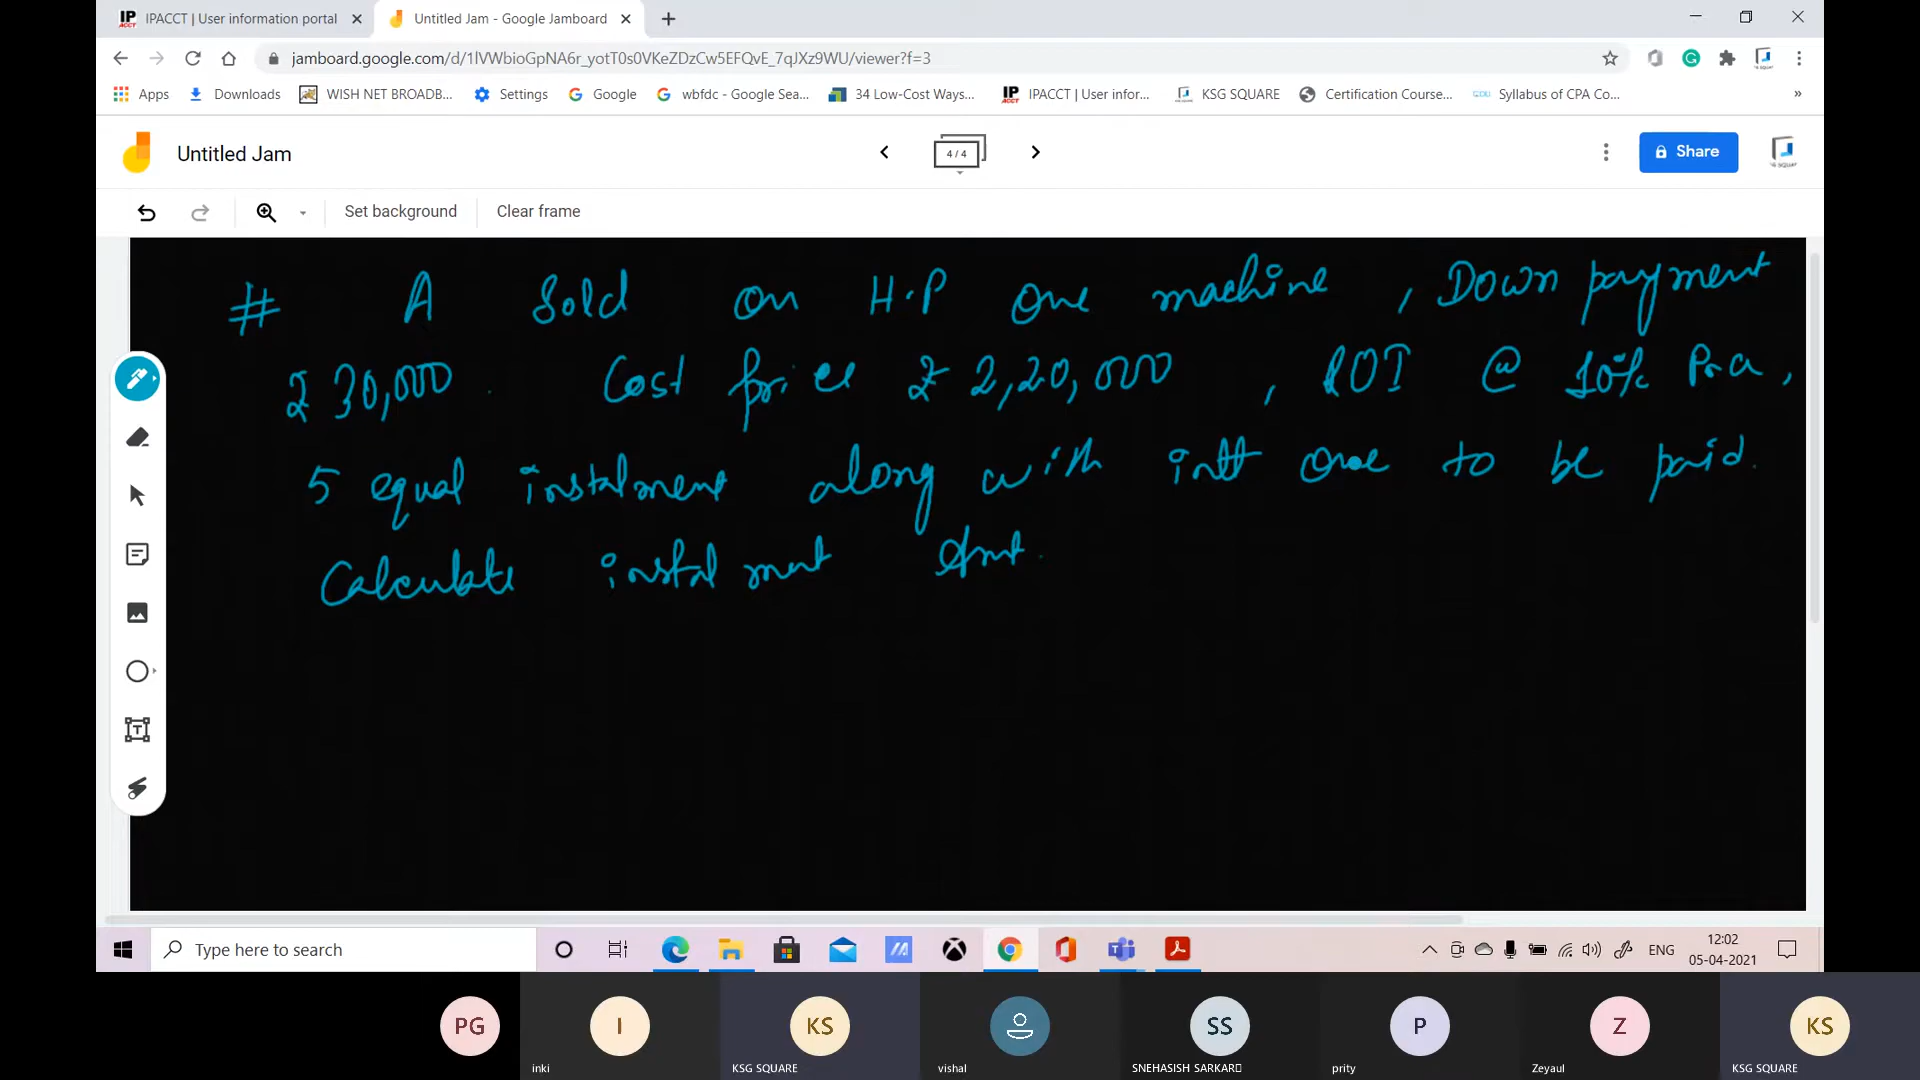 IPACCT | User information portal
Untitled Jam - Google Jamboard
jamboard.google.com/d/1lVWbioGpNA6r_yotT0s0VKeZDzCw5EFQvE_7qJXz9WU/viewer?f=3
Apps Downloads WISH NET BROADB... Settings Google wbfdc - Google Sea... 34 Low-Cost Ways... IPACCT | User infor... KSG SQUARE Certification Course... Syllabus of CPA Co... »
Untitled Jam
4 / 4
Share
Set background Clear frame
# A Sold on H.P One machine , Down payment
₹ 30,000. Cost price ₹ 2,20,000 , ROI @ 10% P.a,
5 equal instalment along with intt to be paid.
Calculate instalment Amt.
Type here to search
ENG
12:02
05-04-2021
PG I KS SS P Z KS
inki KSG SQUARE vishal SNEHASISH SARKAR prity Zeyaul KSG SQUARE